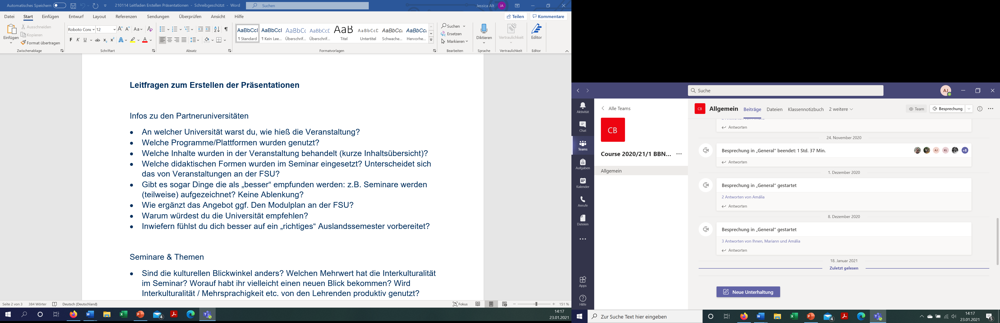 Automatisches Speichern
210114 Leitfaden Erstellen Präsentationen - Schreibgeschützt - Word
Suchen
Jessica Alt
JA
Datei Start Einfügen Entwurf Layout Referenzen Sendungen Überprüfen Ansicht Hilfe
Teilen
Kommentare
Einfügen
Ausschneiden
Kopieren
Format übertragen
Zwischenablage
Roboto Con 12
F K U ab x₂ x²
Schriftart
Absatz
AaBbCcI AaBbCcI AaBbCc AaBbCcC AaB AaBbCcD AaBbCci AaBbCci
¶ Standard ¶ Kein Lee... Überschrif... Überschrif... Titel Untertitel Schwache... Hervorhe...
Formatvorlagen
Suchen
Ersetzen
Markieren
Bearbeiten
Diktieren
Sprache
Vertraulichkeit
Vertraulichkeit
Editor
Editor
Leitfragen zum Erstellen der Präsentationen
Infos zu den Partneruniversitäten
• An welcher Universität warst du, wie hieß die Veranstaltung?
• Welche Programme/Plattformen wurden genutzt?
• Welche Inhalte wurden in der Veranstaltung behandelt (kurze Inhaltsübersicht)?
• Welche didaktischen Formen wurden im Seminar eingesetzt? Unterscheidet sich
das von Veranstaltungen an der FSU?
• Gibt es sogar Dinge die als „besser“ empfunden werden: z.B. Seminare werden
(teilweise) aufgezeichnet? Keine Ablenkung?
• Wie ergänzt das Angebot ggf. Den Modulplan an der FSU?
• Warum würdest du die Universität empfehlen?
• Inwiefern fühlst du dich besser auf ein „richtiges“ Auslandssemester vorbereitet?
Seminare & Themen
• Sind die kulturellen Blickwinkel anders? Welchen Mehrwert hat die Interkulturalität
im Seminar? Worauf habt ihr vielleicht einen neuen Blick bekommen? Wird
Interkulturalität / Mehrsprachigkeit etc. von den Lehrenden produktiv genutzt?
Seite 2 von 3 384 Wörter Deutsch (Deutschland)
Fokus
151 %
4
14:17
23.01.2021
Suche
AJ
Aktivität
Chat
Teams
Aufgaben
Kalender
Anrufe
Dateien
Apps
Hilfe
Alle Teams
CB
Course 2020/21/1 BBN...
Allgemein
CB
Allgemein Beiträge Dateien Klassennotizbuch 2 weitere
Team
Besprechung
Antworten
24. November 2020
Besprechung in „General“ beendet: 1 Std. 37 Min.
AJ KL +8
Antworten
1. Dezember 2020
Besprechung in „General“ gestartet
2 Antworten von Amália
Antworten
8. Dezember 2020
Besprechung in „General“ gestartet
3 Antworten von Ihnen, Mariann und Amália
Antworten
18. Januar 2021
Zuletzt gelesen
Neue Unterhaltung
Zur Suche Text hier eingeben
4
14:17
23.01.2021
5